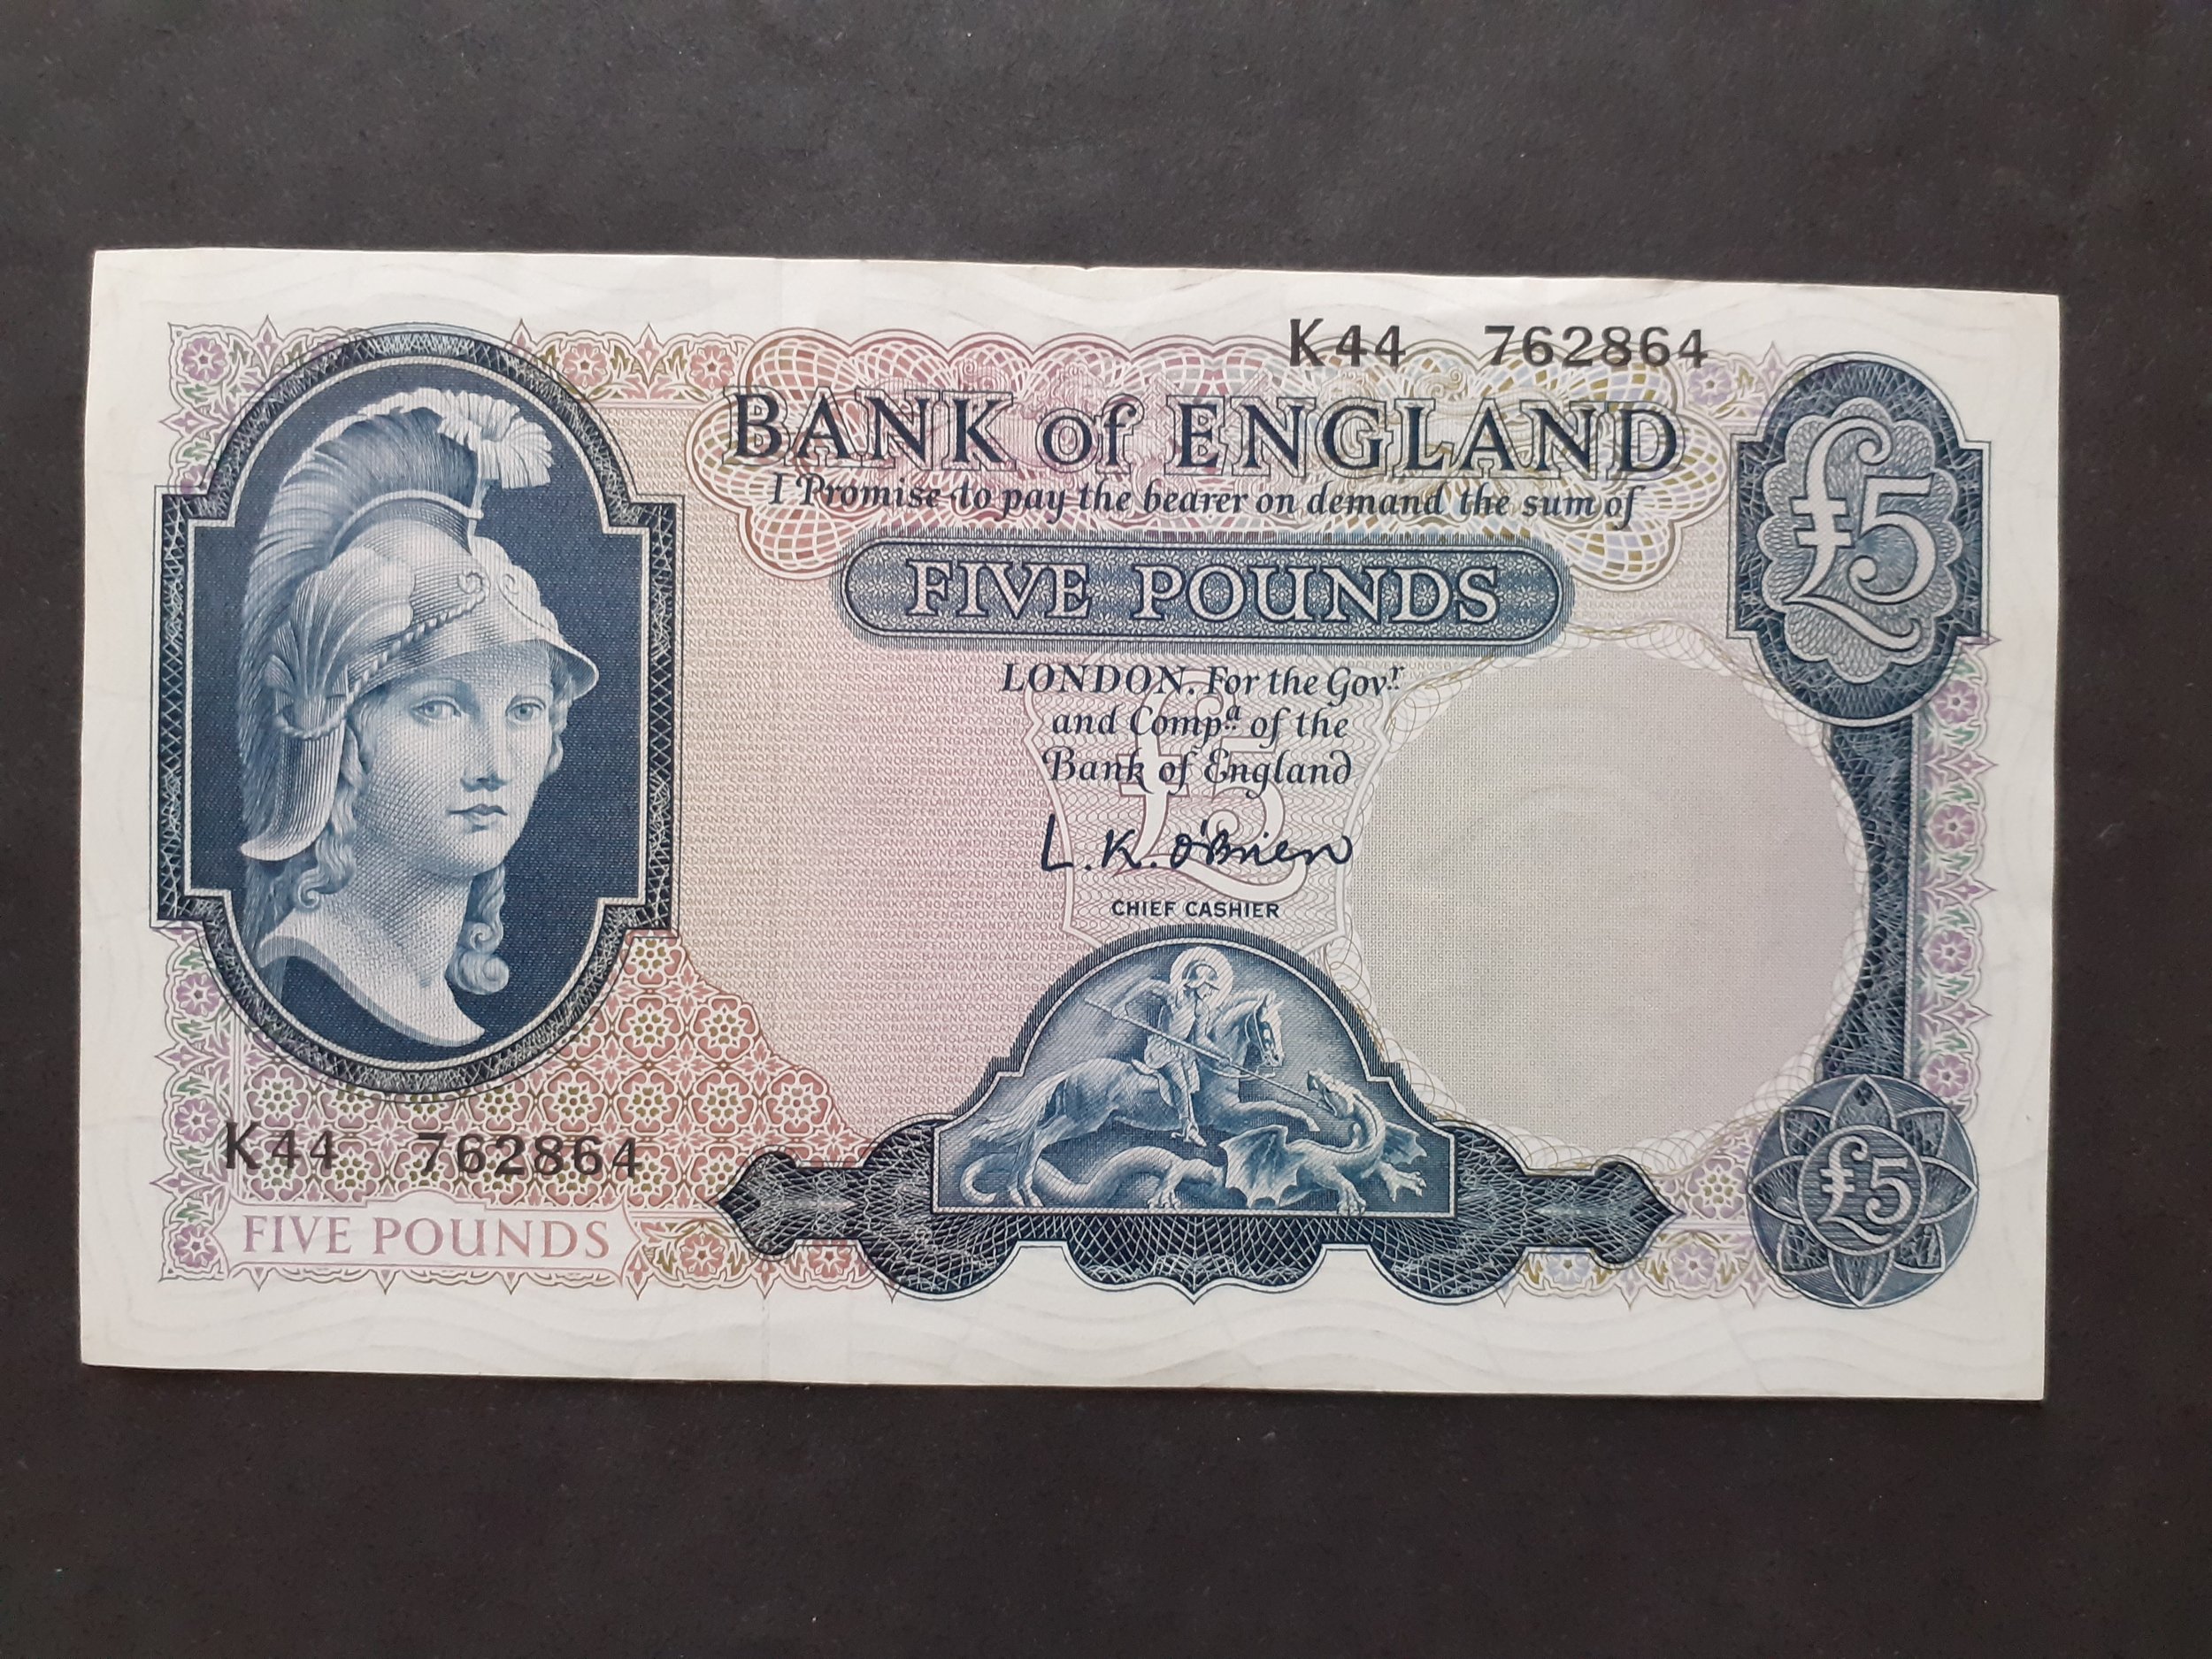 K44 762864
BANK of ENGLAND
I Promise to pay the bearer on demand the sum of
£5
FIVE POUNDS
LONDON. For the Govr
and Compa of the
Bank of England
£5
L.K. O'Brien
CHIEF CASHIER
K44 762864
FIVE POUNDS
£5